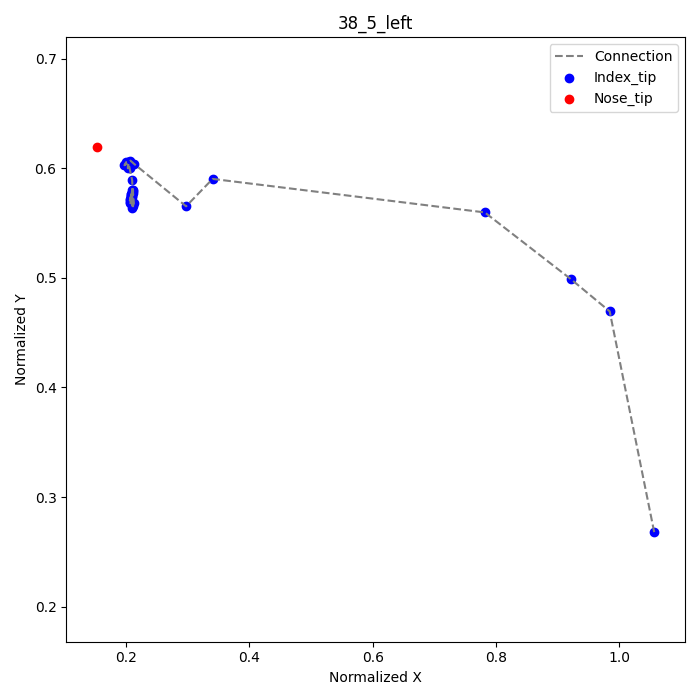 38_5_left
Connection
Index_tip
Nose_tip
0.7
0.6
0.5
0.4
0.3
0.2
Normalized Y
0.2 0.4 0.6 0.8 1.0
Normalized X